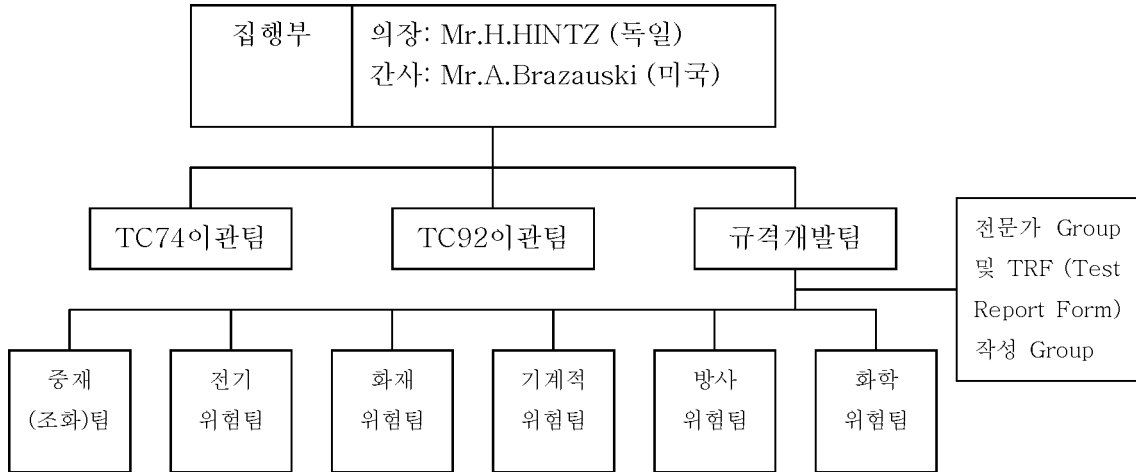 집행부
의장: Mr.H.HINTZ (독일)
간사: Mr.A.Brazauski (미국)
TC74이관팀
TC92이관팀
규격개발팀
전문가 Group
및 TRF (Test
Report Form)
작성 Group
중재
(조화)팀
전기
위험팀
화재
위험팀
기계적
위험팀
방사
위험팀
화학
위험팀